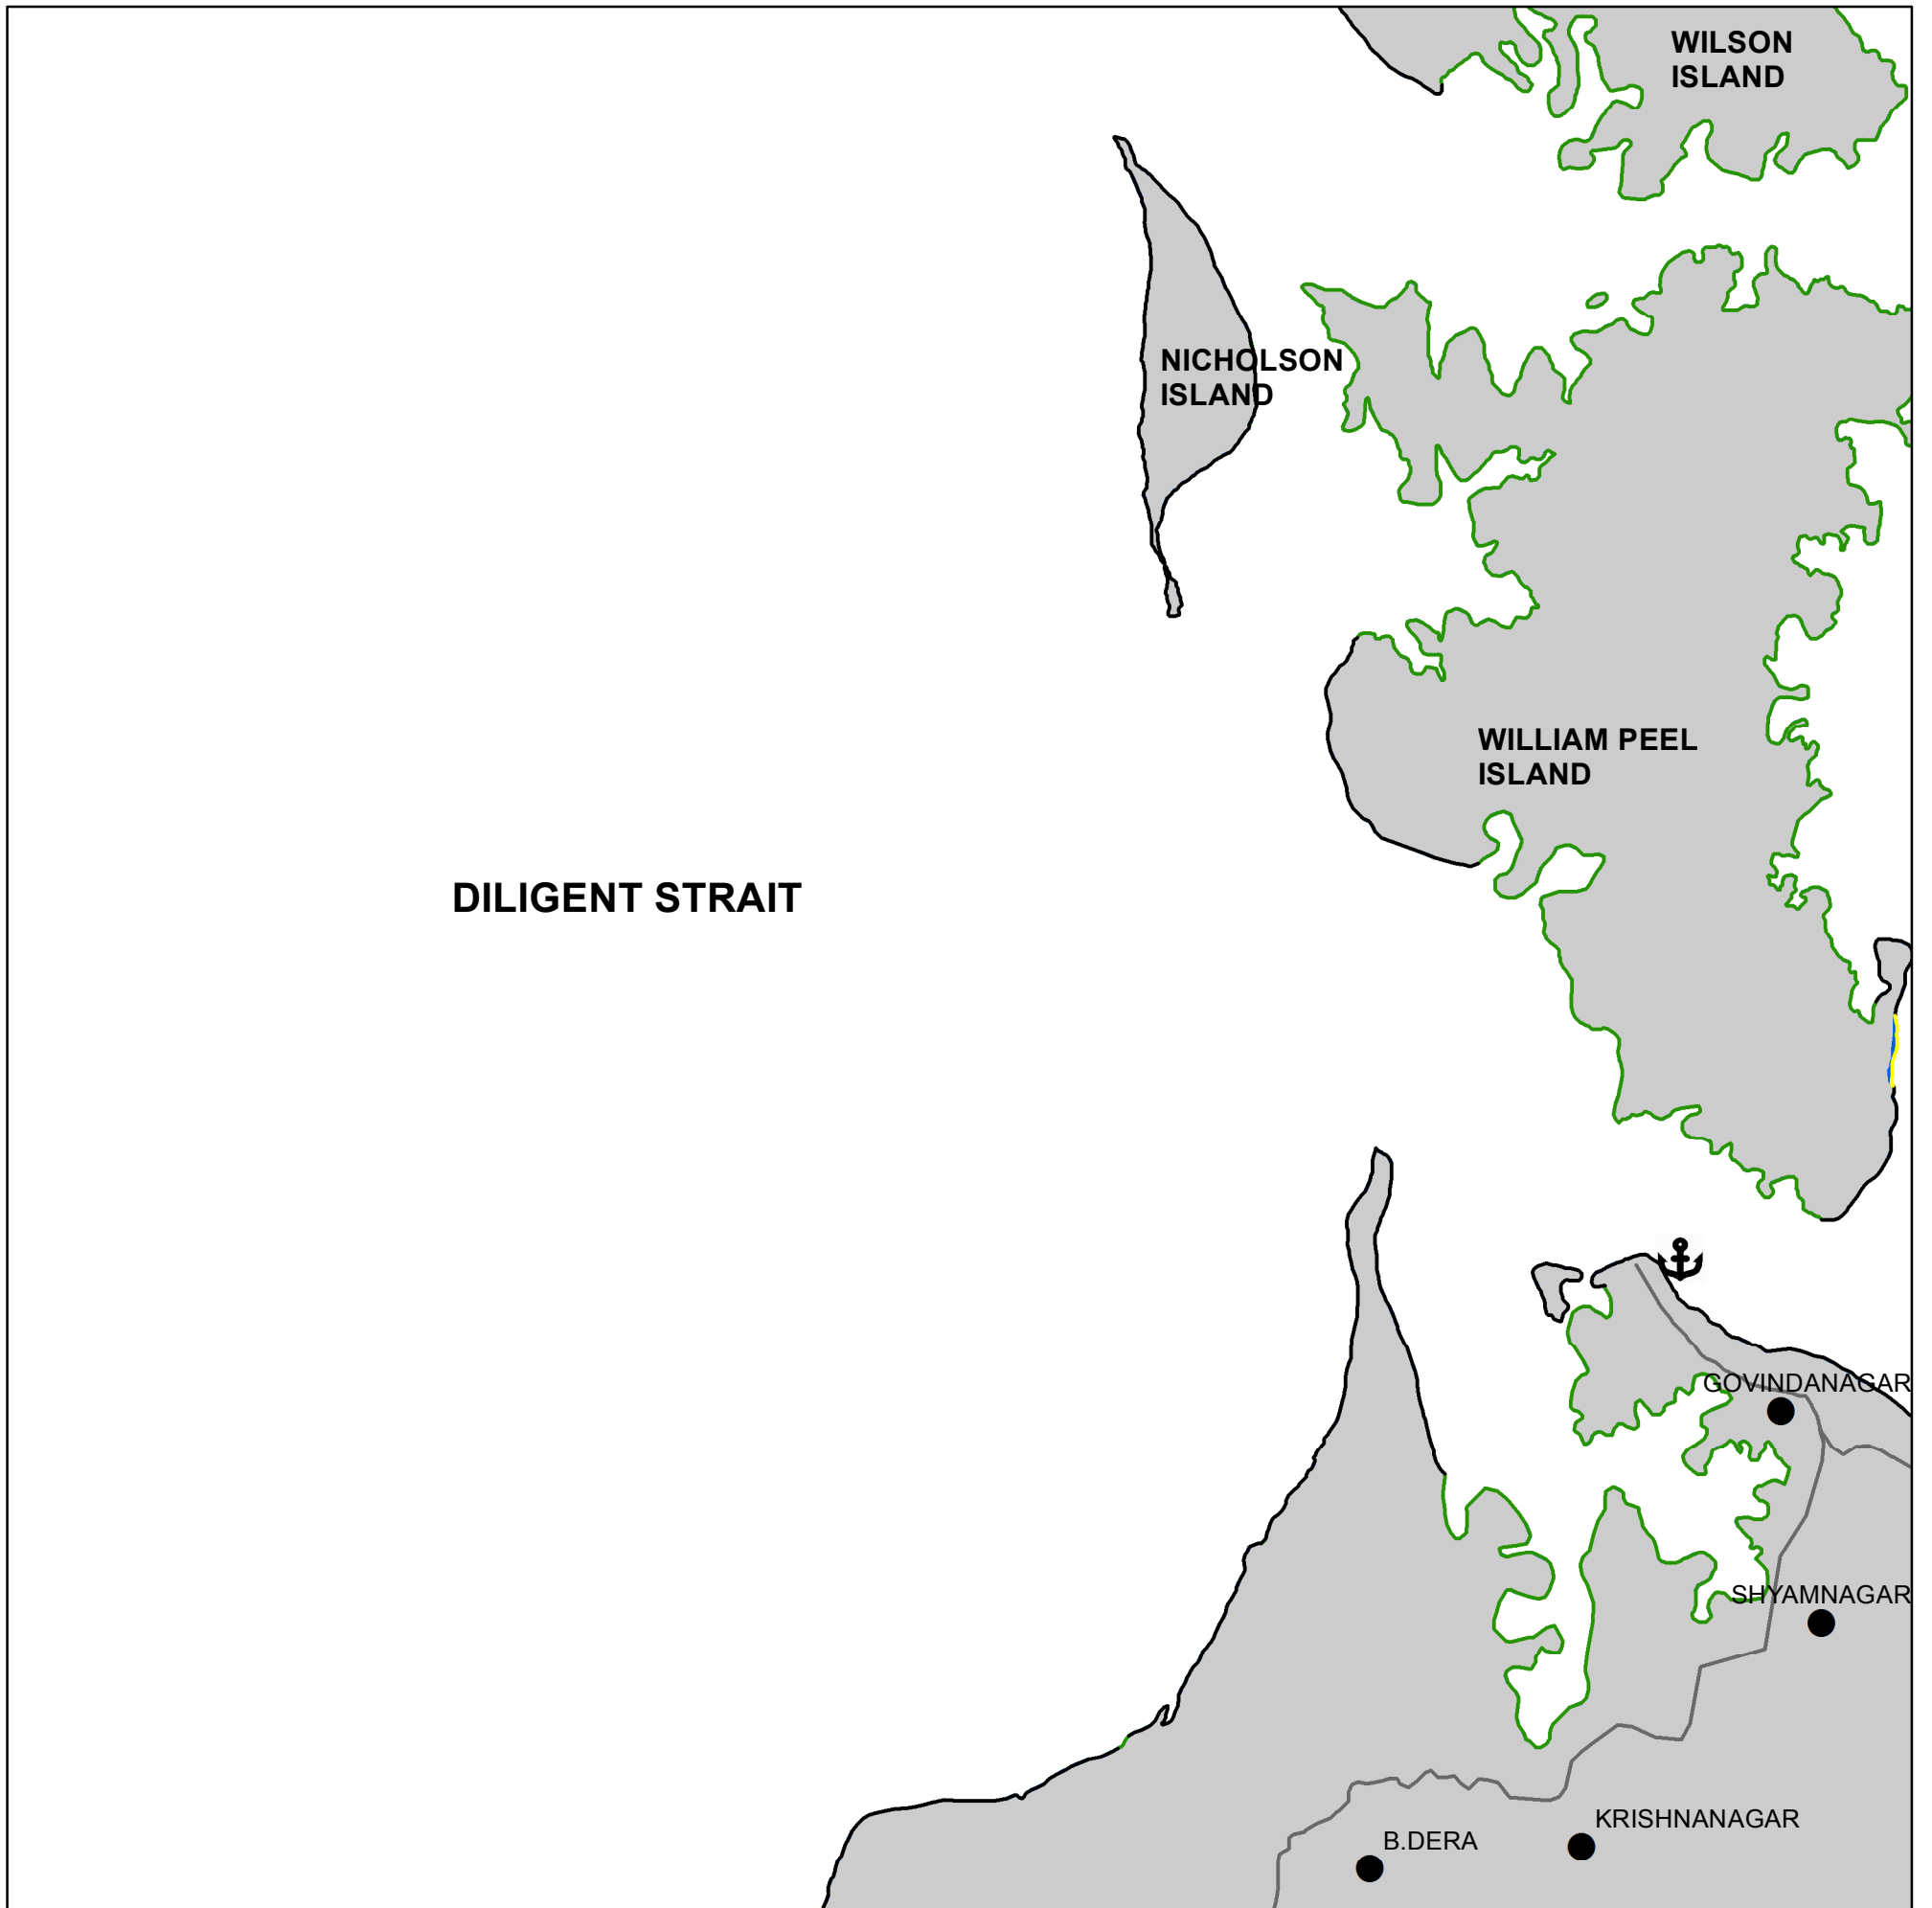 WILSON
ISLAND
NICHOLSON
ISLAND
WILLIAM PEEL
ISLAND
DILIGENT STRAIT
GOVINDANAGAR
SHYAMNAGAR
KRISHNANAGAR
B.DERA